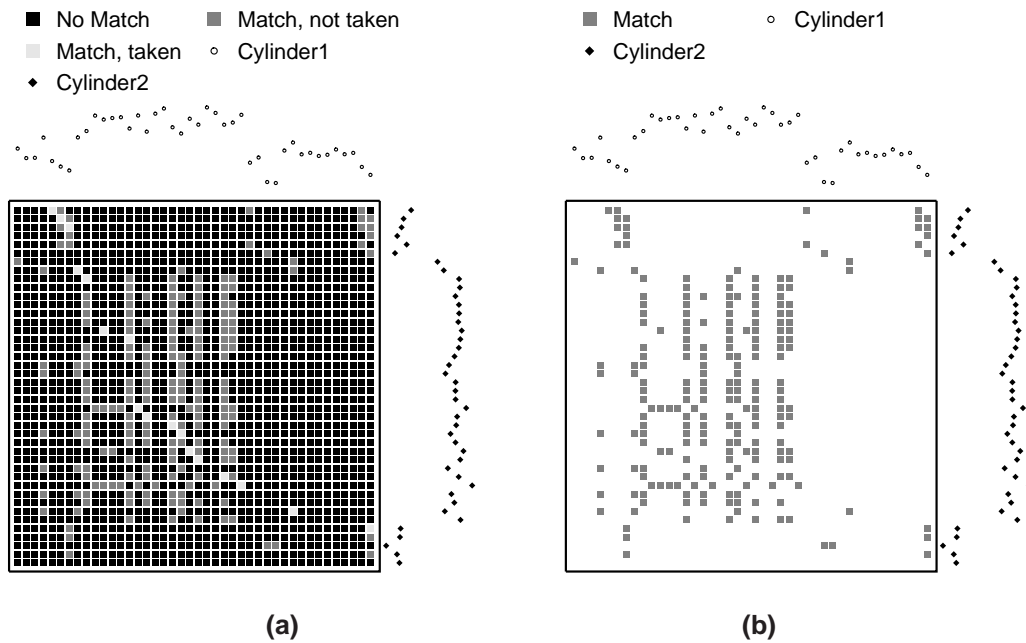 No Match
Match, not taken
Match, taken
Cylinder1
Cylinder2
Match
Cylinder1
Cylinder2
(a)
(b)